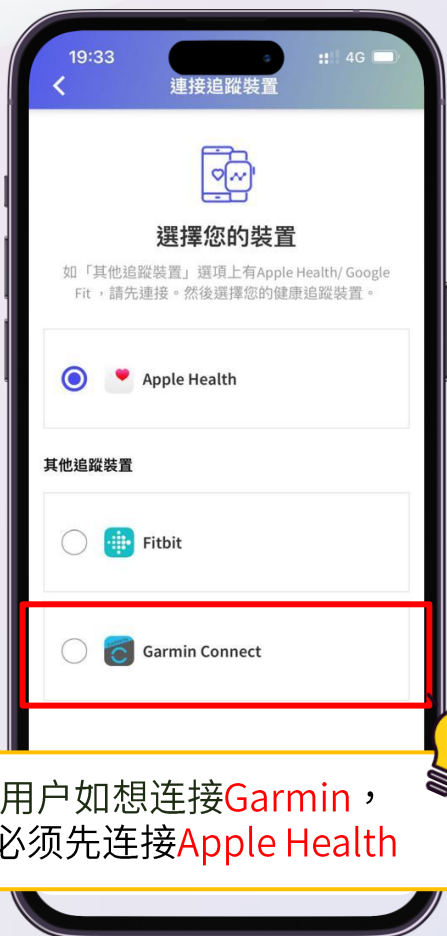 19:33
4G
連接追蹤裝置
選擇您的裝置
如「其他追蹤裝置」選項上有Apple Health/ Google
Fit ，請先連接。然後選擇您的健康追蹤裝置。
Apple Health
其他追蹤裝置
Fitbit
Garmin Connect
用户如想连接Garmin，
必须先连接Apple Health